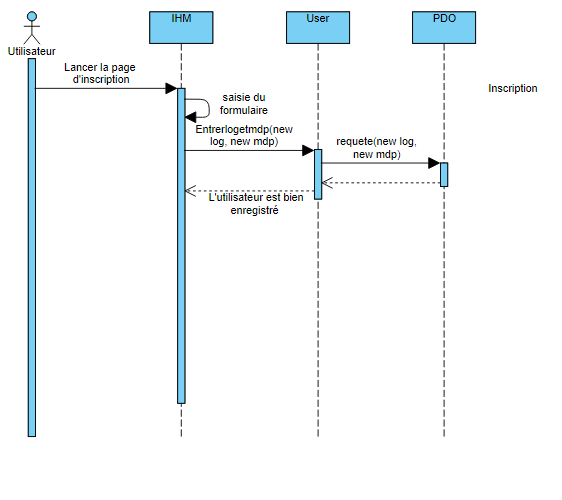 IHM
User
PDO
Utilisateur
Lancer la page
d'inscription
Inscription
saisie du
formulaire
Entrerlogetmdp(new
log, new mdp)
requete(new log,
new mdp)
L'utilisateur est bien
enregistré